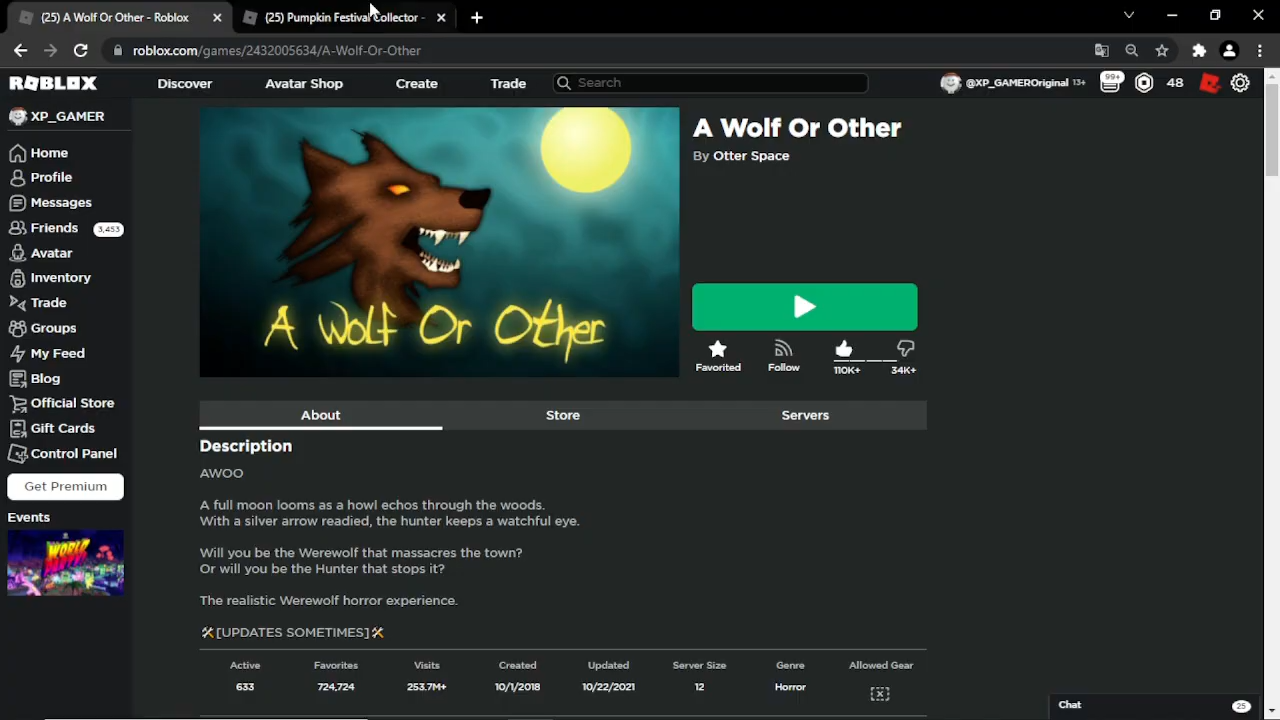 (25) A Wolf Or Other - Roblox
(25) Pumpkin Festival Collector -
roblox.com/games/2432005634/A-Wolf-Or-Other
ROBLOX
Discover
Avatar Shop
Create
Trade
Search
@XP_GAMEROriginal 13+
99+
48
XP_GAMER
Home
Profile
Messages
Friends 3,453
Avatar
Inventory
Trade
Groups
My Feed
Blog
Official Store
Gift Cards
Control Panel
Get Premium
Events
WORLD
A Wolf Or Other
A Wolf Or Other
By Otter Space
Favorited
Follow
110K+
34K+
About
Store
Servers
Description
AWOO
A full moon looms as a howl echos through the woods.
With a silver arrow readied, the hunter keeps a watchful eye.
Will you be the Werewolf that massacres the town?
Or will you be the Hunter that stops it?
The realistic Werewolf horror experience.
🛠[UPDATES SOMETIMES]🛠
Active Favorites Visits Created Updated Server Size Genre Allowed Gear
633 724,724 253.7M+ 10/1/2018 10/22/2021 12 Horror
Chat 25